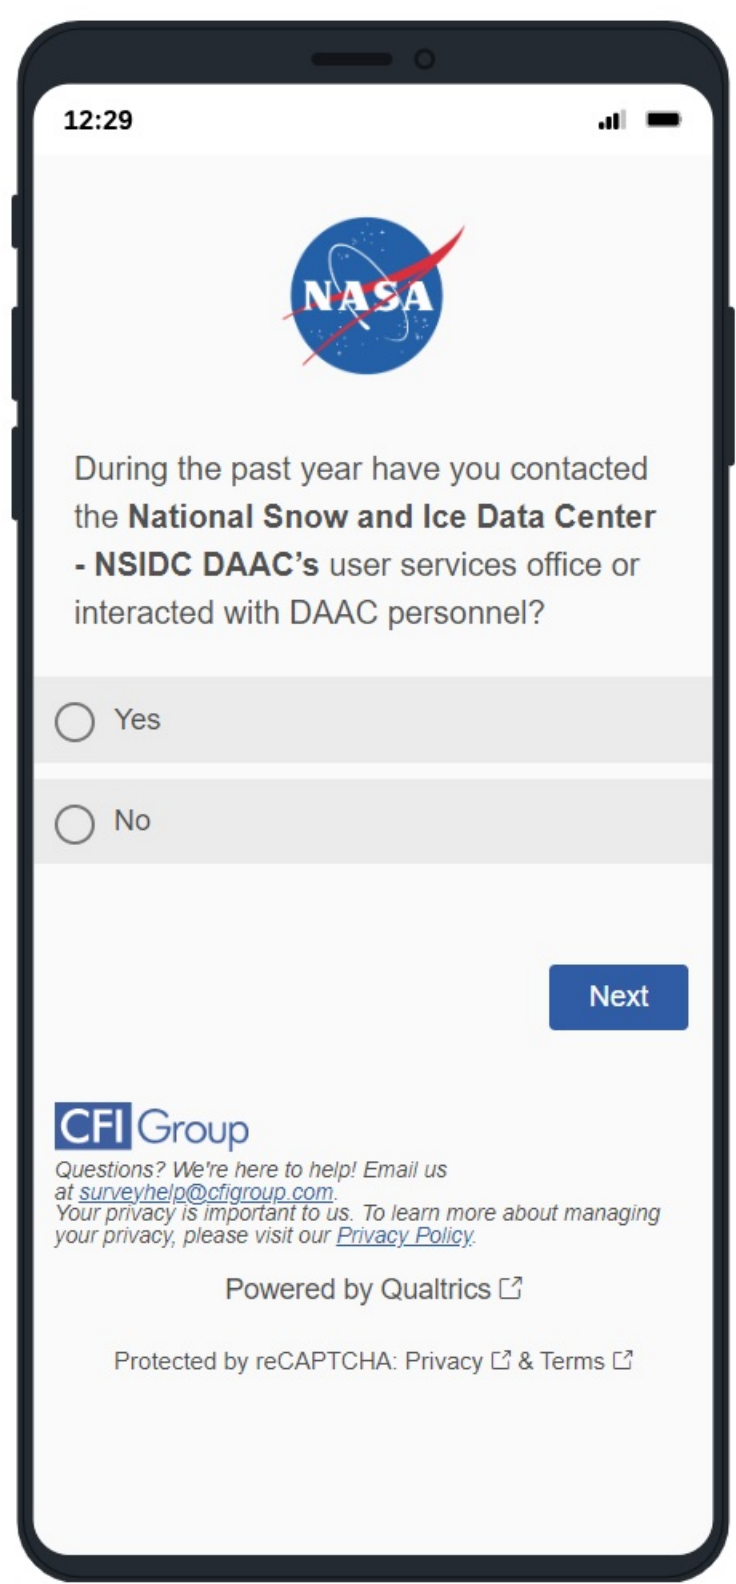 12:29
NASA
During the past year have you contacted
the National Snow and Ice Data Center
- NSIDC DAAC’s user services office or
interacted with DAAC personnel?
Yes
No
Next
CFI Group
Questions? We're here to help! Email us
at surveyhelp@cfigroup.com.
Your privacy is important to us. To learn more about managing
your privacy, please visit our Privacy Policy.
Powered by Qualtrics
Protected by reCAPTCHA: Privacy & Terms